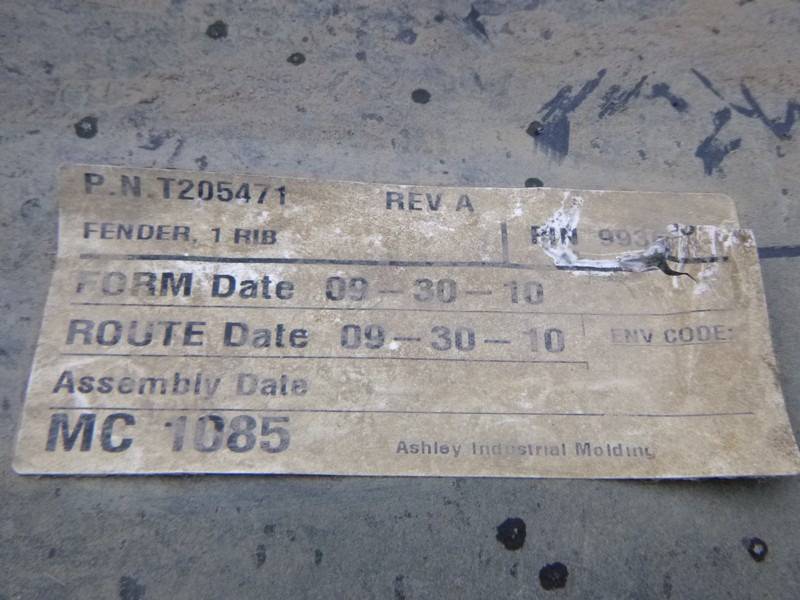 P.N.T205471 REV A
FENDER, 1 RIB PIN
FORM Date 09-30-10
ROUTE Date 09-30-10 ENV CODE-
Assembly Date
MC 1085 Ashley Industrial Molding